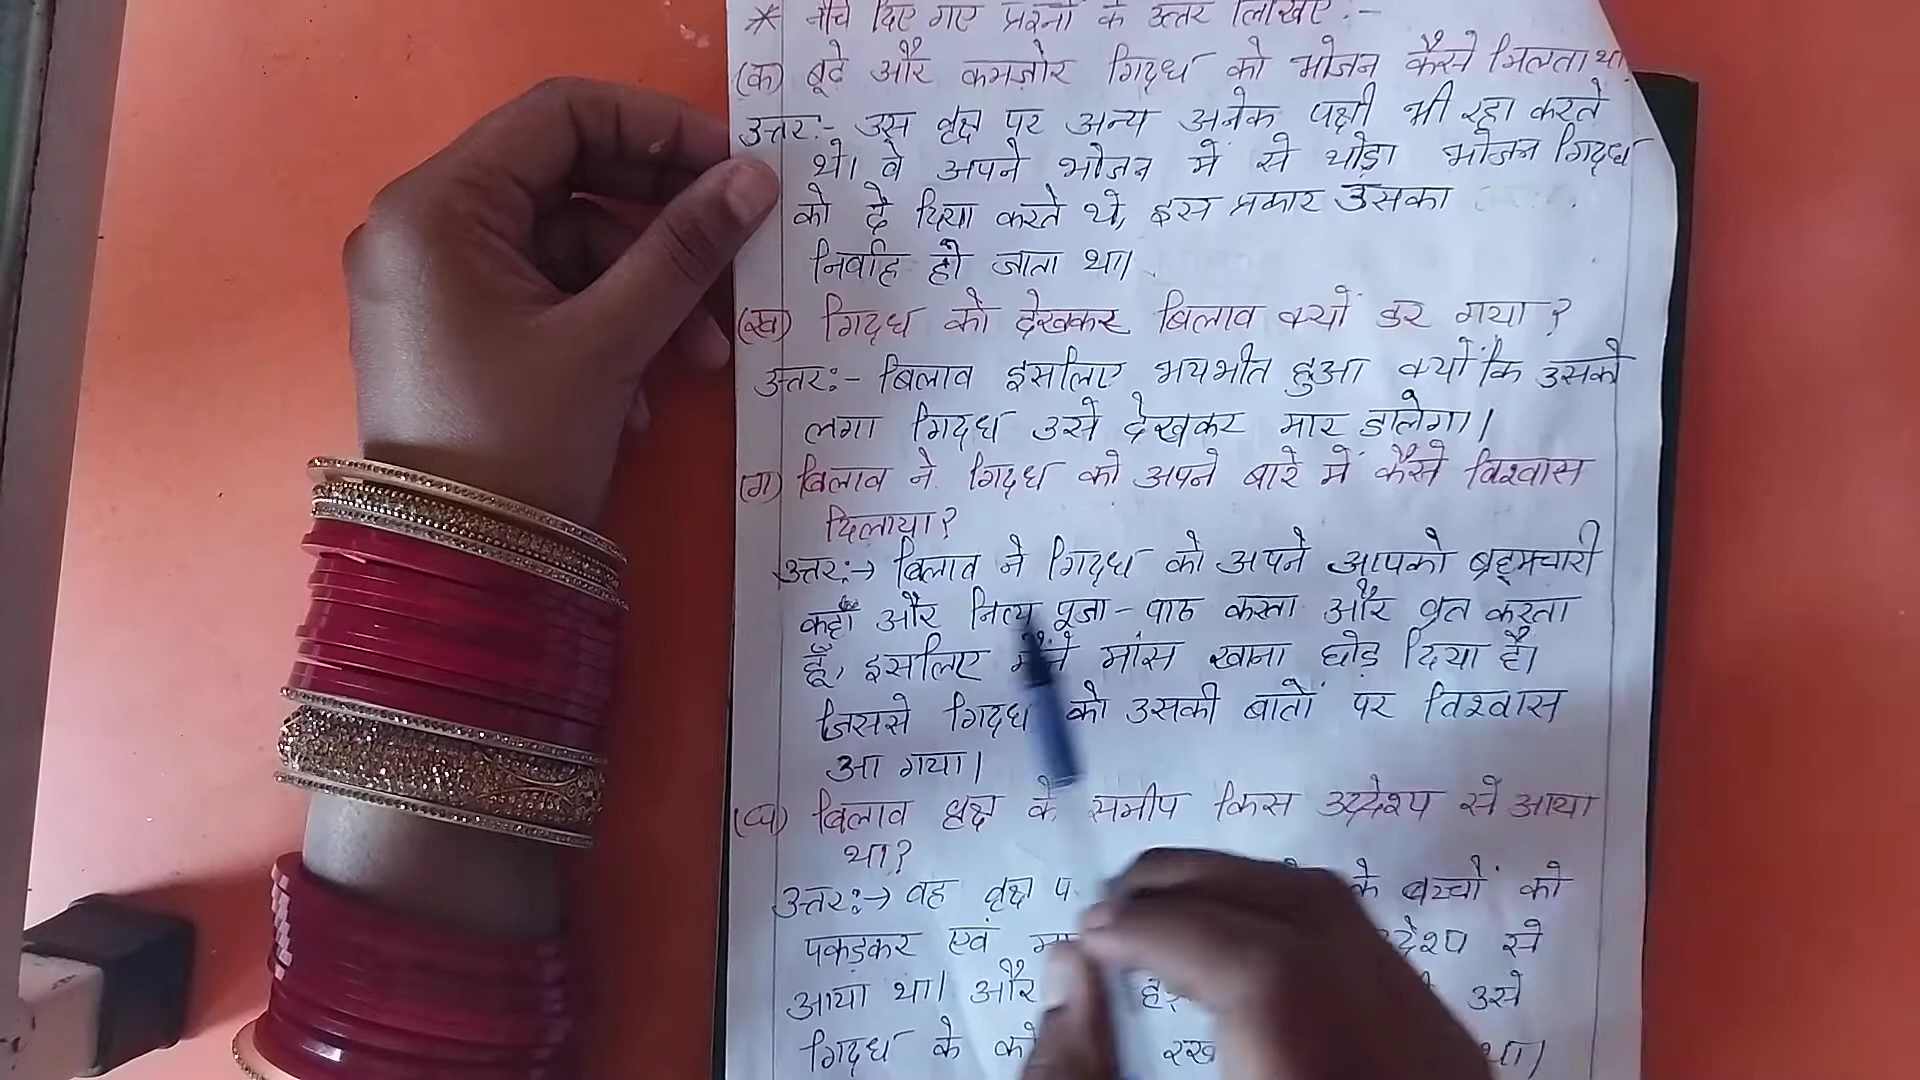 * नीचे दिए गए प्रश्नों के उत्तर लिखिए :-
(क) बूढ़े और कमज़ोर गिद्ध को भोजन कैसे मिलता था?
उत्तर:- उस वृक्ष पर अन्य अनेक पक्षी भी रहा करते
थे। वे अपने भोजन में से थोड़ा भोजन गिद्ध
को दे दिया करते थे, इस प्रकार उसका
निर्वाह हो जाता था।
(ख) गिद्ध को देखकर बिलाव क्यों डर गया?
उत्तर:- बिलाव इसलिए भयभीत हुआ क्योंकि उसको
लगा गिद्ध उसे देखकर मार डालेगा।
(ग) बिलाव ने गिद्ध को अपने बारे में कैसे विश्वास
दिलाया?
उत्तर:→ बिलाव ने गिद्ध को अपने आपको ब्रह्मचारी
कहाँ और नित्य पूजा-पाठ करता और व्रत करता
हूँ, इसलिए मैंने मांस खाना छोड़ दिया है।
जिससे गिद्ध को उसकी बातों पर विश्वास
आ गया।
(घ) बिलाव वृक्ष के समीप किस उद्देश्य से आया
था?
उत्तर:→ वह वृक्ष के बच्चों को
पकड़कर एवं से
आया था। और उसे
गिद्ध के था।